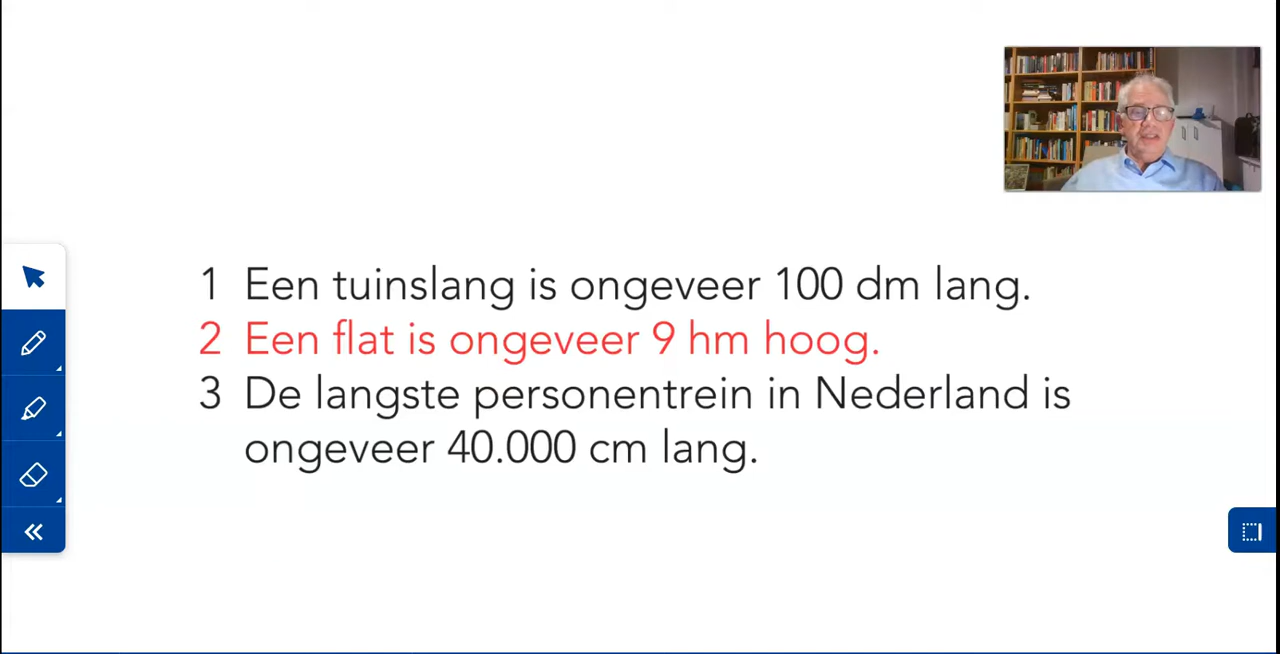 1 Een tuinslang is ongeveer 100 dm lang.
2 Een flat is ongeveer 9 hm hoog.
3 De langste personentrein in Nederland is
ongeveer 40.000 cm lang.